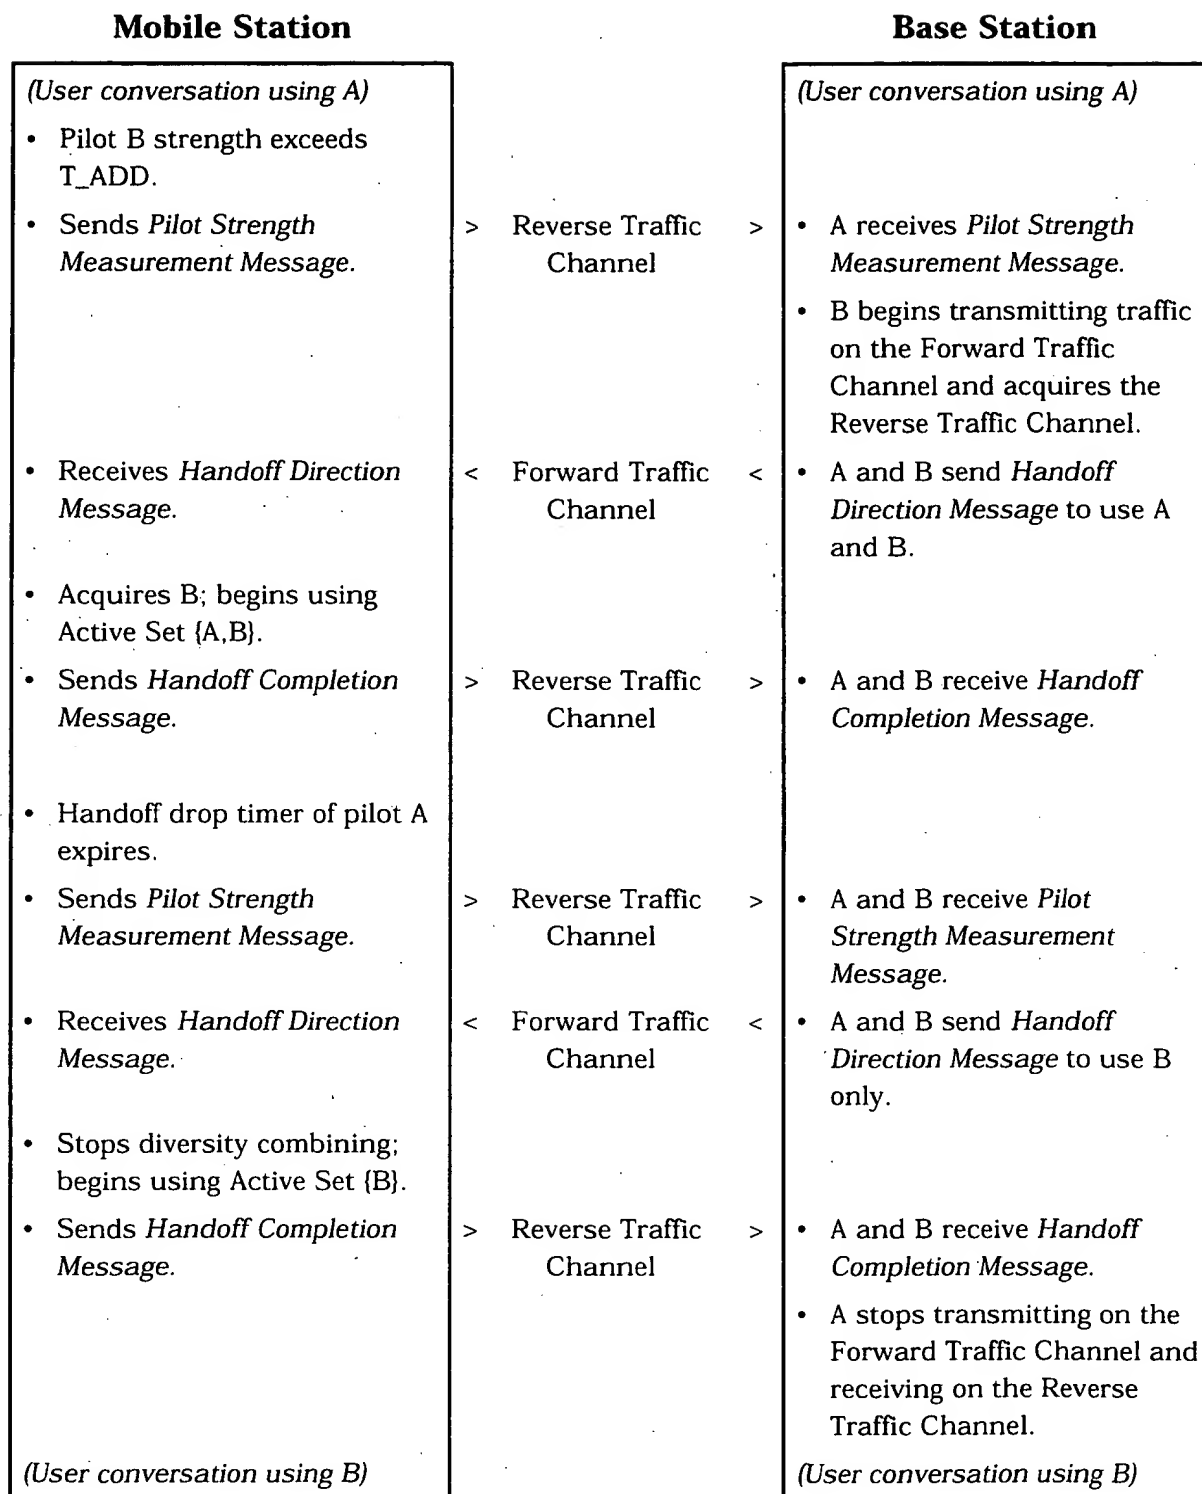 Mobile Station
Base Station
(User conversation using A)
(User conversation using A)
• Pilot B strength exceeds
T_ADD.
• Sends Pilot Strength
Measurement Message.
> Reverse Traffic >
Channel
• A receives Pilot Strength
Measurement Message.
• B begins transmitting traffic
on the Forward Traffic
Channel and acquires the
Reverse Traffic Channel.
• Receives Handoff Direction
Message.
< Forward Traffic <
Channel
• A and B send Handoff
Direction Message to use A
and B.
• Acquires B; begins using
Active Set {A,B}.
• Sends Handoff Completion
Message.
> Reverse Traffic >
Channel
• A and B receive Handoff
Completion Message.
• Handoff drop timer of pilot A
expires.
• Sends Pilot Strength
Measurement Message.
> Reverse Traffic >
Channel
• A and B receive Pilot
Strength Measurement
Message.
• Receives Handoff Direction
Message.
< Forward Traffic <
Channel
• A and B send Handoff
Direction Message to use B
only.
• Stops diversity combining;
begins using Active Set {B}.
• Sends Handoff Completion
Message.
> Reverse Traffic >
Channel
• A and B receive Handoff
Completion Message.
• A stops transmitting on the
Forward Traffic Channel and
receiving on the Reverse
Traffic Channel.
(User conversation using B)
(User conversation using B)